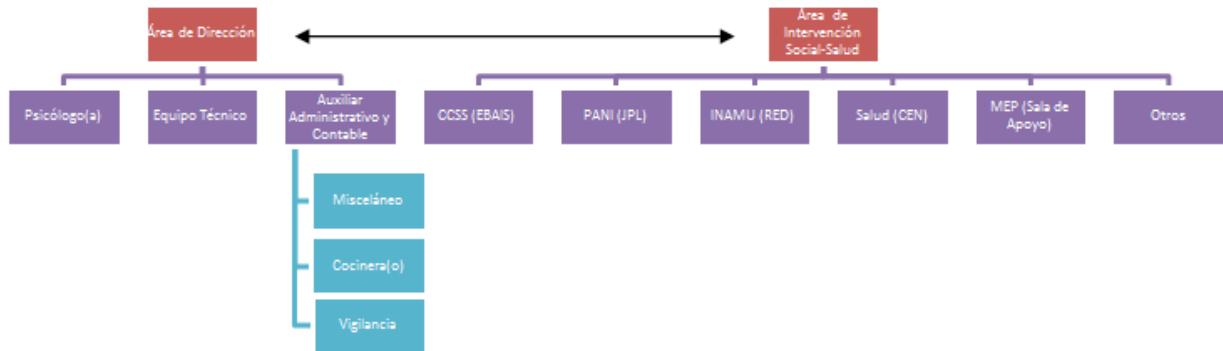 Área de Dirección
Área de
Intervención
Social-Salud
Psicólogo(a)
Equipo Técnico
Auxiliar
Administrativo y
Contable
CCSS (EBAIS)
PANI (JPL)
INAMU (RED)
Salud (CEN)
MEP (Sala de
Apoyo)
Otros
Misceláneo
Cocinera(o)
Vigilancia